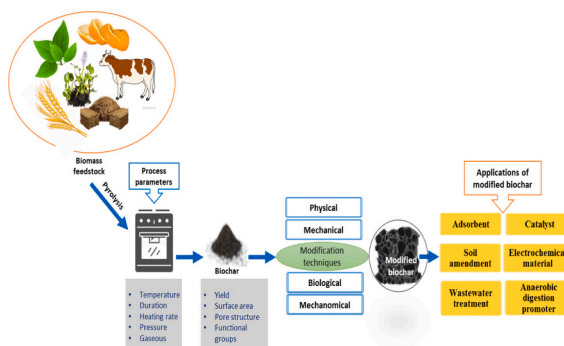 Biomass
feedstock
Pyrolysis
Process
parameters
Temperature
Duration
Heating rate
Pressure
Gaseous
Biochar
Yield
Surface area
Pore structure
Functional
groups
Physical
Mechanical
Modification
techniques
Biological
Mechanomical
Modified
biochar
Applications of
modified biochar
Adsorbent
Catalyst
Soil
amendment
Electrochemical
material
Wastewater
treatment
Anaerobic
digestion
promoter